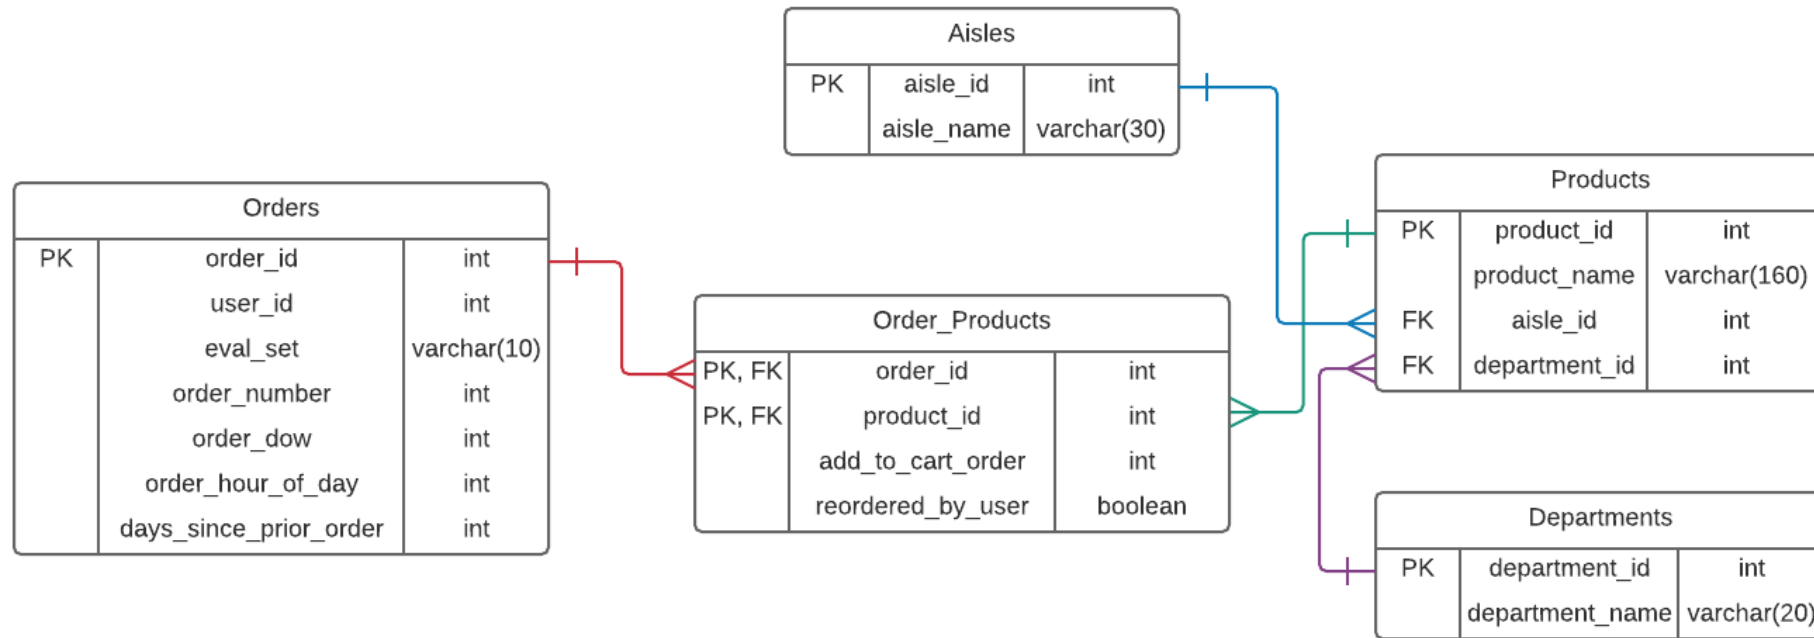 Aisles
PK aisle_id int
aisle_name varchar(30)
Orders
PK order_id int
user_id int
eval_set varchar(10)
order_number int
order_dow int
order_hour_of_day int
days_since_prior_order int
Order_Products
PK, FK order_id int
PK, FK product_id int
add_to_cart_order int
reordered_by_user boolean
Products
PK product_id int
product_name varchar(160)
FK aisle_id int
FK department_id int
Departments
PK department_id int
department_name varchar(20)